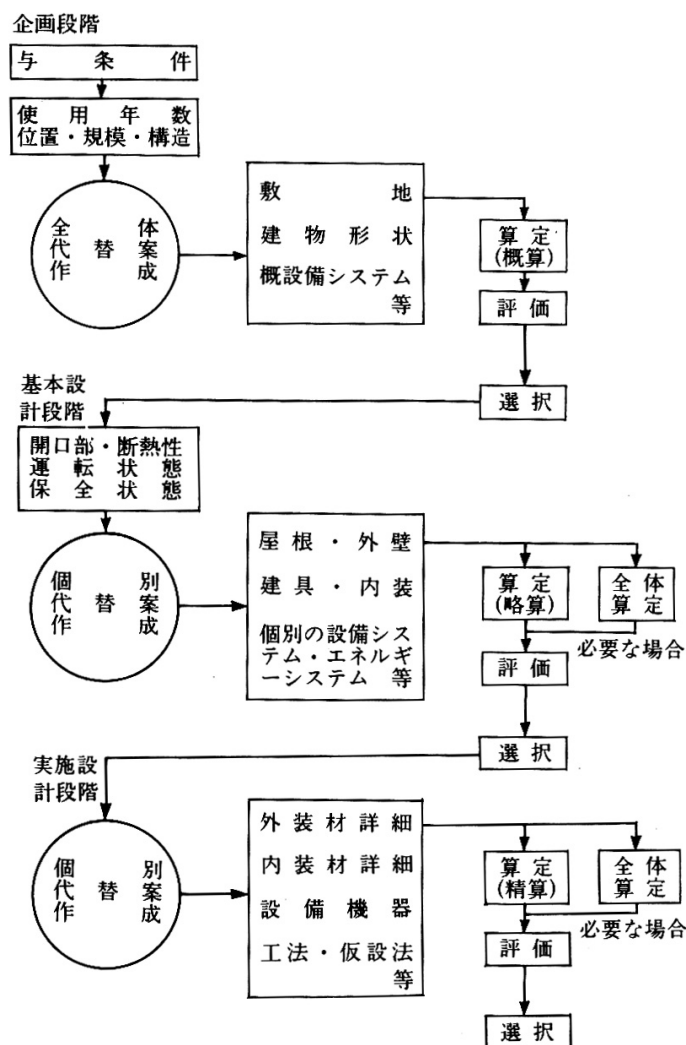 企画段階
与条件
使用年数
位置・規模・構造
全体
代替案
作成
敷地
建物形状
概設備システム
等
算定
(概算)
評価
選択
基本設
計段階
開口部・断熱性
運転状態
保全状態
個別
代替案
作成
屋根・外壁
建具・内装
個別の設備シス
テム・エネルギ
ーシステム 等
算定
(略算)
全体
算定
必要な場合
評価
選択
実施設
計段階
個別
代替案
作成
外装材詳細
内装材詳細
設備機器
工法・仮設法
等
算定
(精算)
全体
算定
必要な場合
評価
選択